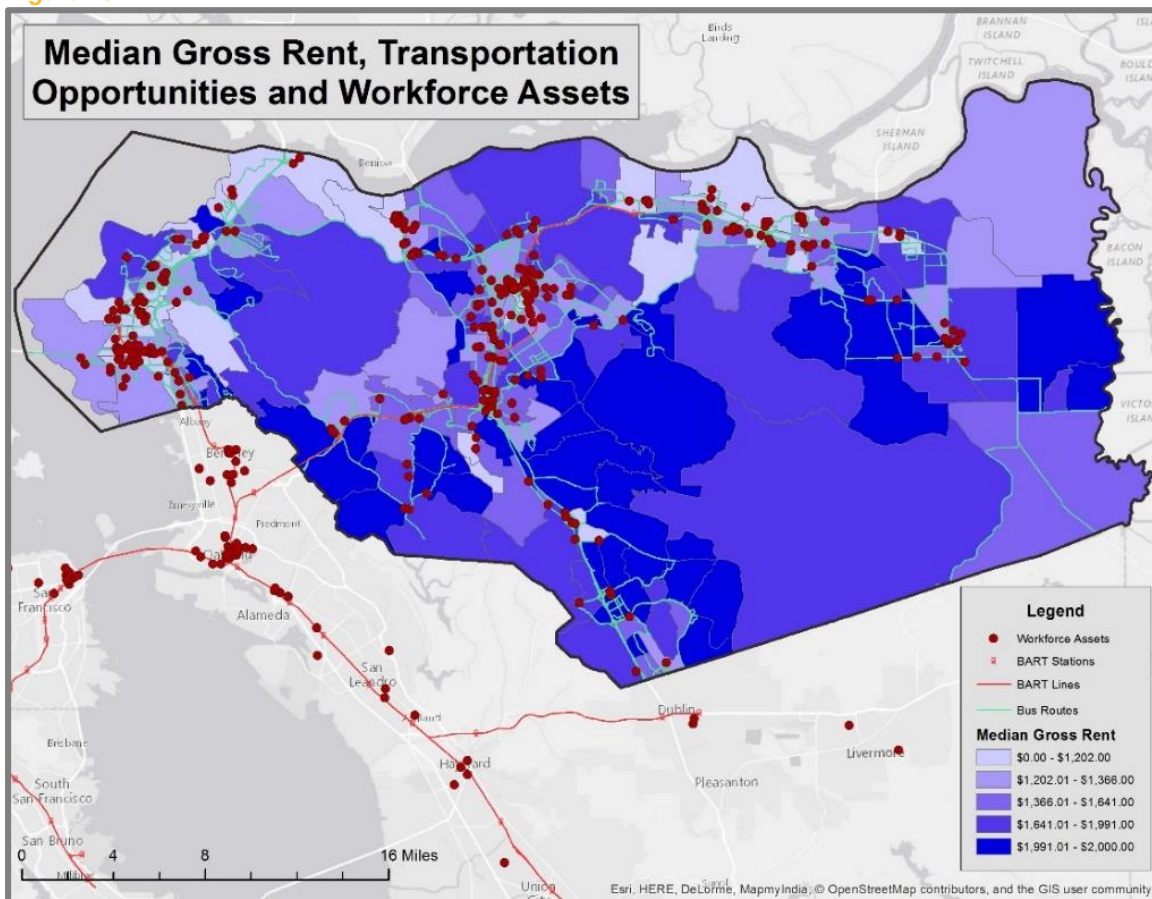 Median Gross Rent, Transportation
Opportunities and Workforce Assets
Birds
Landing
BRANNAN
ISLAND
TWITCHELL
ISLAND
SHERMAN
ISLAND
Benicia
BACON
ISLAND
Albany
Berkeley
Emeryville
Piedmont
Oakland
San
Francisco
Alameda
San
Leandro
Ashland
Dublin
Hayward
Livermore
Pleasanton
Brisbane
South
San Francisco
San Bruno
Union
City
0 4 8 16 Miles
Legend
Workforce Assets
BART Stations
BART Lines
Bus Routes
Median Gross Rent
$0.00 - $1,202.00
$1,202.01 - $1,366.00
$1,366.01 - $1,641.00
$1,641.01 - $1,991.00
$1,991.01 - $2,000.00
Esri, HERE, DeLorme, MapmyIndia, © OpenStreetMap contributors, and the GIS user community